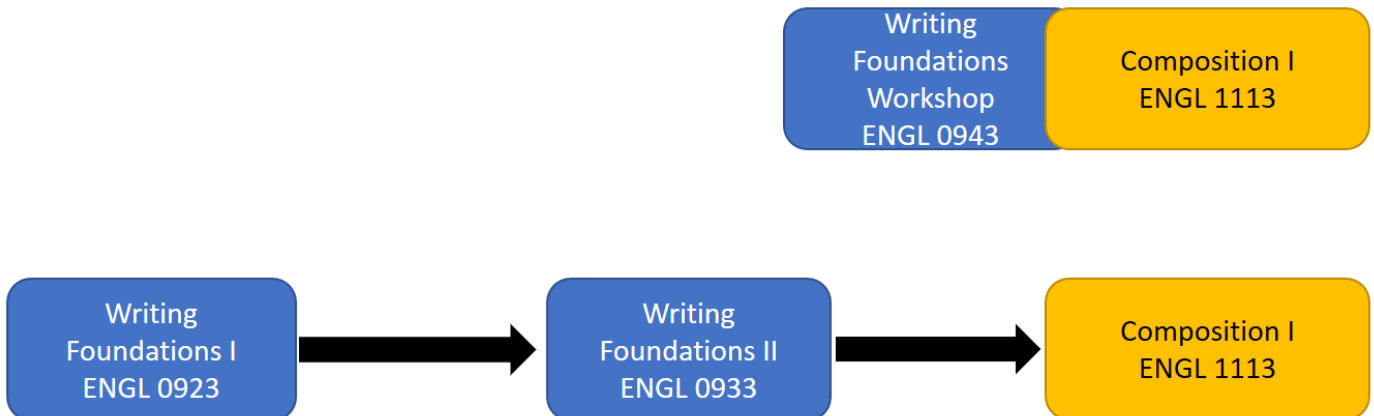 Writing
Foundations
Workshop
ENGL 0943
Composition I
ENGL 1113
Writing
Foundations I
ENGL 0923
Writing
Foundations II
ENGL 0933
Composition I
ENGL 1113